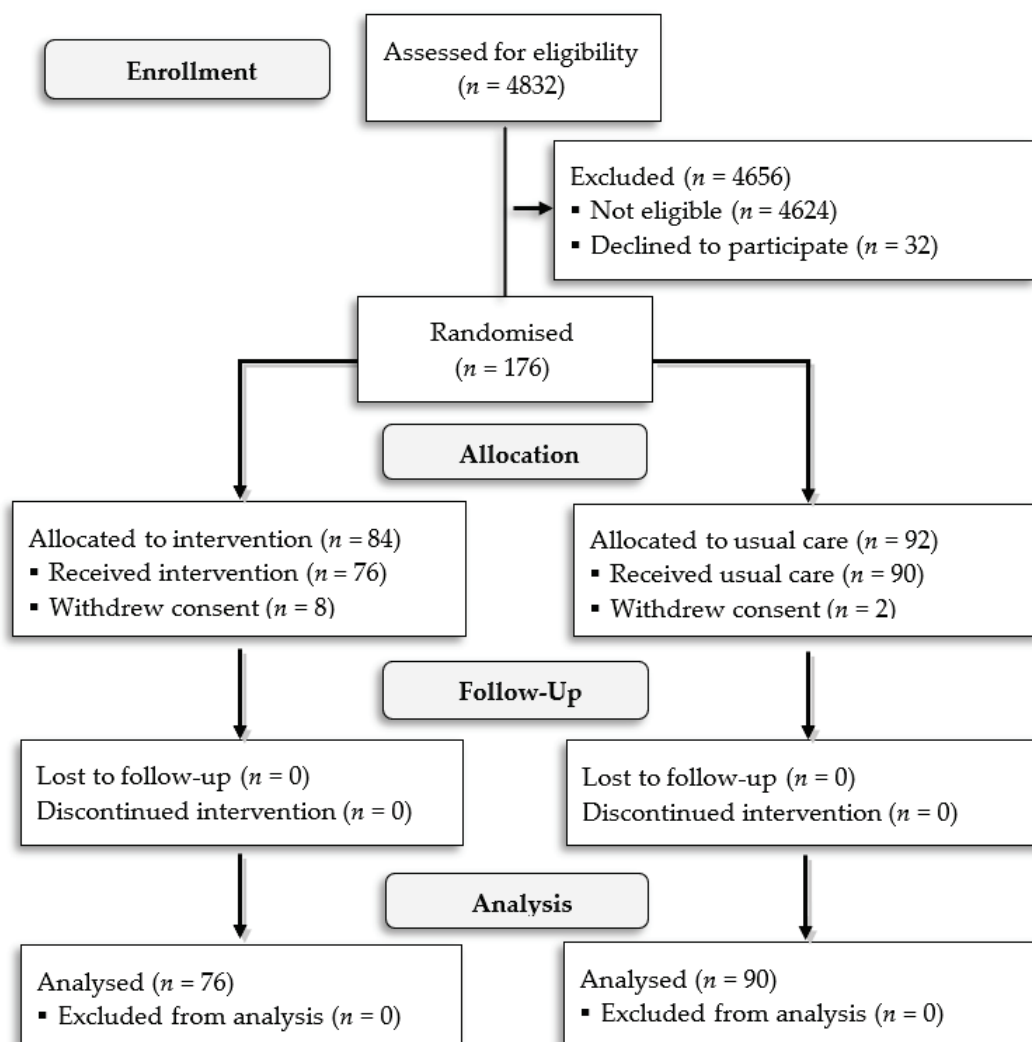 Enrollment
Assessed for eligibility
(n = 4832)
Excluded (n = 4656)
▪ Not eligible (n = 4624)
▪ Declined to participate (n = 32)
Randomised
(n = 176)
Allocation
Allocated to intervention (n = 84)
▪ Received intervention (n = 76)
▪ Withdrew consent (n = 8)
Allocated to usual care (n = 92)
▪ Received usual care (n = 90)
▪ Withdrew consent (n = 2)
Follow-Up
Lost to follow-up (n = 0)
Discontinued intervention (n = 0)
Lost to follow-up (n = 0)
Discontinued intervention (n = 0)
Analysis
Analysed (n = 76)
▪ Excluded from analysis (n = 0)
Analysed (n = 90)
▪ Excluded from analysis (n = 0)